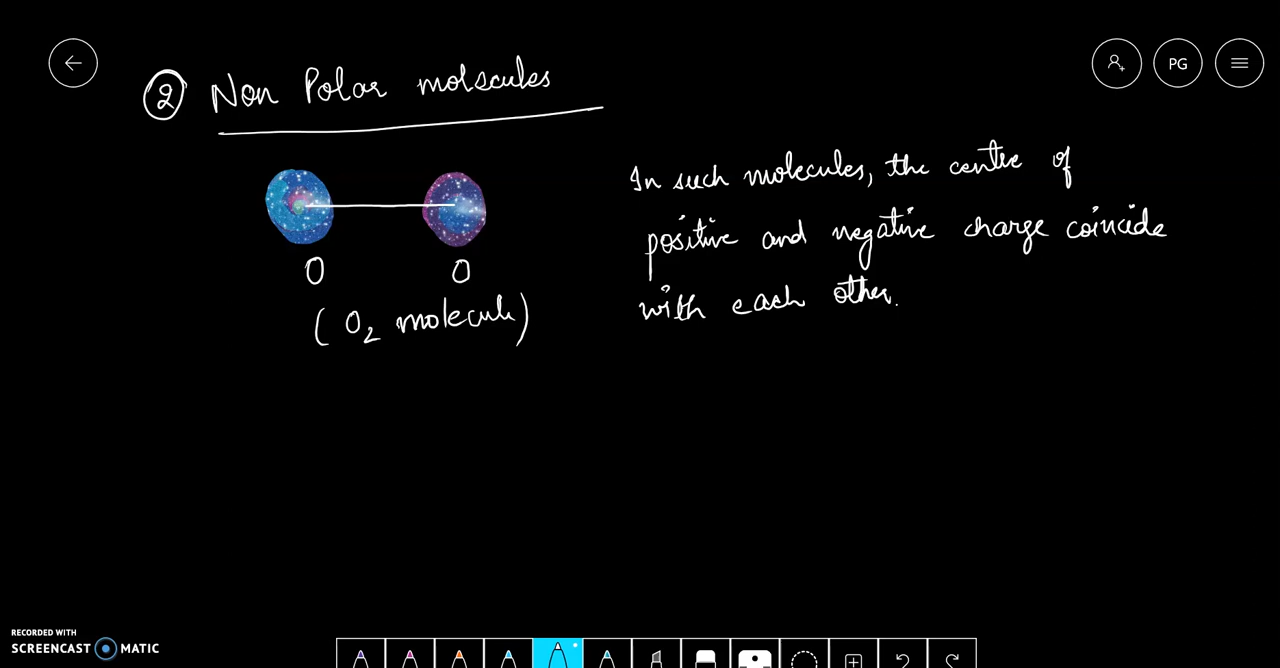 PG
② Non Polar molecules
In such molecules, the centre of
positive and negative charge coincide
with each other.
O O
(O₂ molecule)
RECORDED WITH
SCREENCAST MATIC